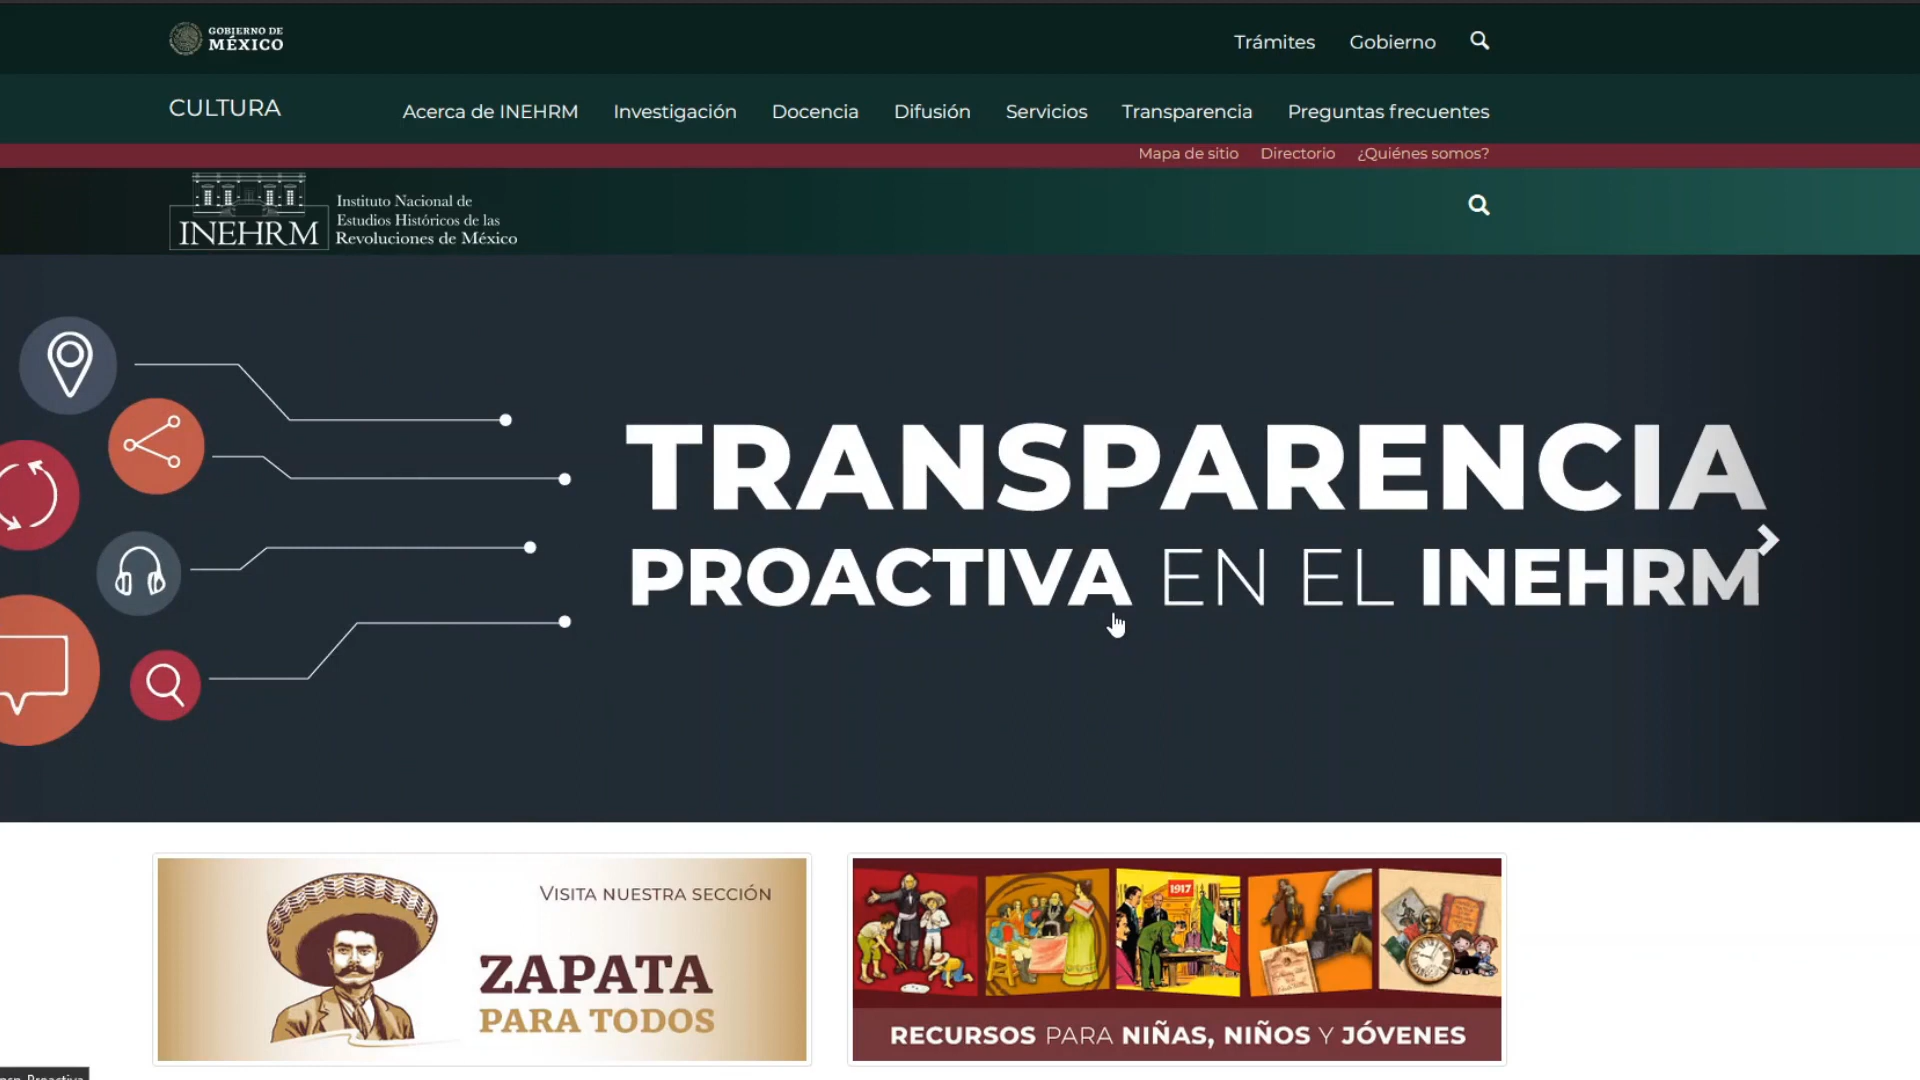 GOBIERNO DE
MÉXICO
Trámites
Gobierno
CULTURA
Acerca de INEHRM
Investigación
Docencia
Difusión
Servicios
Transparencia
Preguntas frecuentes
Mapa de sitio
Directorio
¿Quiénes somos?
INEHRM
Instituto Nacional de
Estudios Históricos de las
Revoluciones de México
TRANSPARENCIA
PROACTIVA EN EL INEHRM
VISITA NUESTRA SECCIÓN
ZAPATA
PARA TODOS
1917
RECURSOS PARA NIÑAS, NIÑOS Y JÓVENES